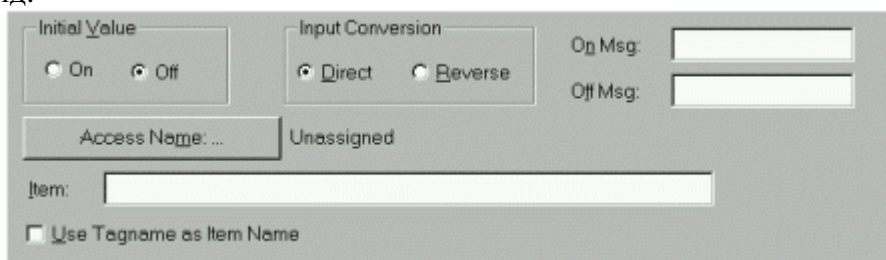 ид.
Initial Value
Input Conversion
On Msg:
On
Off
Direct
Reverse
Off Msg:
Access Name: ...
Unassigned
Item:
Use Tagname as Item Name